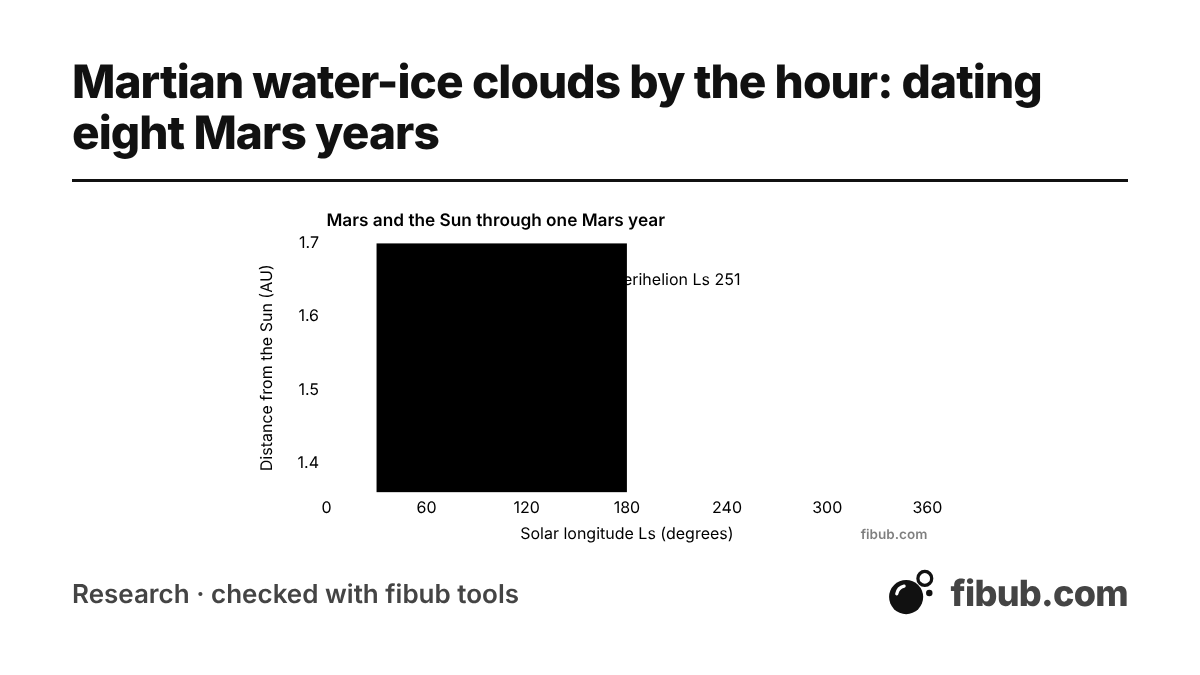 Martian water-ice clouds by the hour: dating
eight Mars years
Mars and the Sun through one Mars year
1.7
erihelion Ls 251
1.6
1.5
1.4
Distance from the Sun (AU)
0 60 120 180 240 300 360
Solar longitude Ls (degrees)
fibub.com
Research · checked with fibub tools
fibub.com